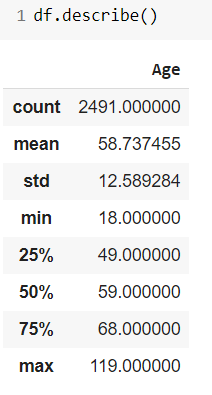 1 df.describe()
Age
count 2491.000000
mean 58.737455
std 12.589284
min 18.000000
25% 49.000000
50% 59.000000
75% 68.000000
max 119.000000